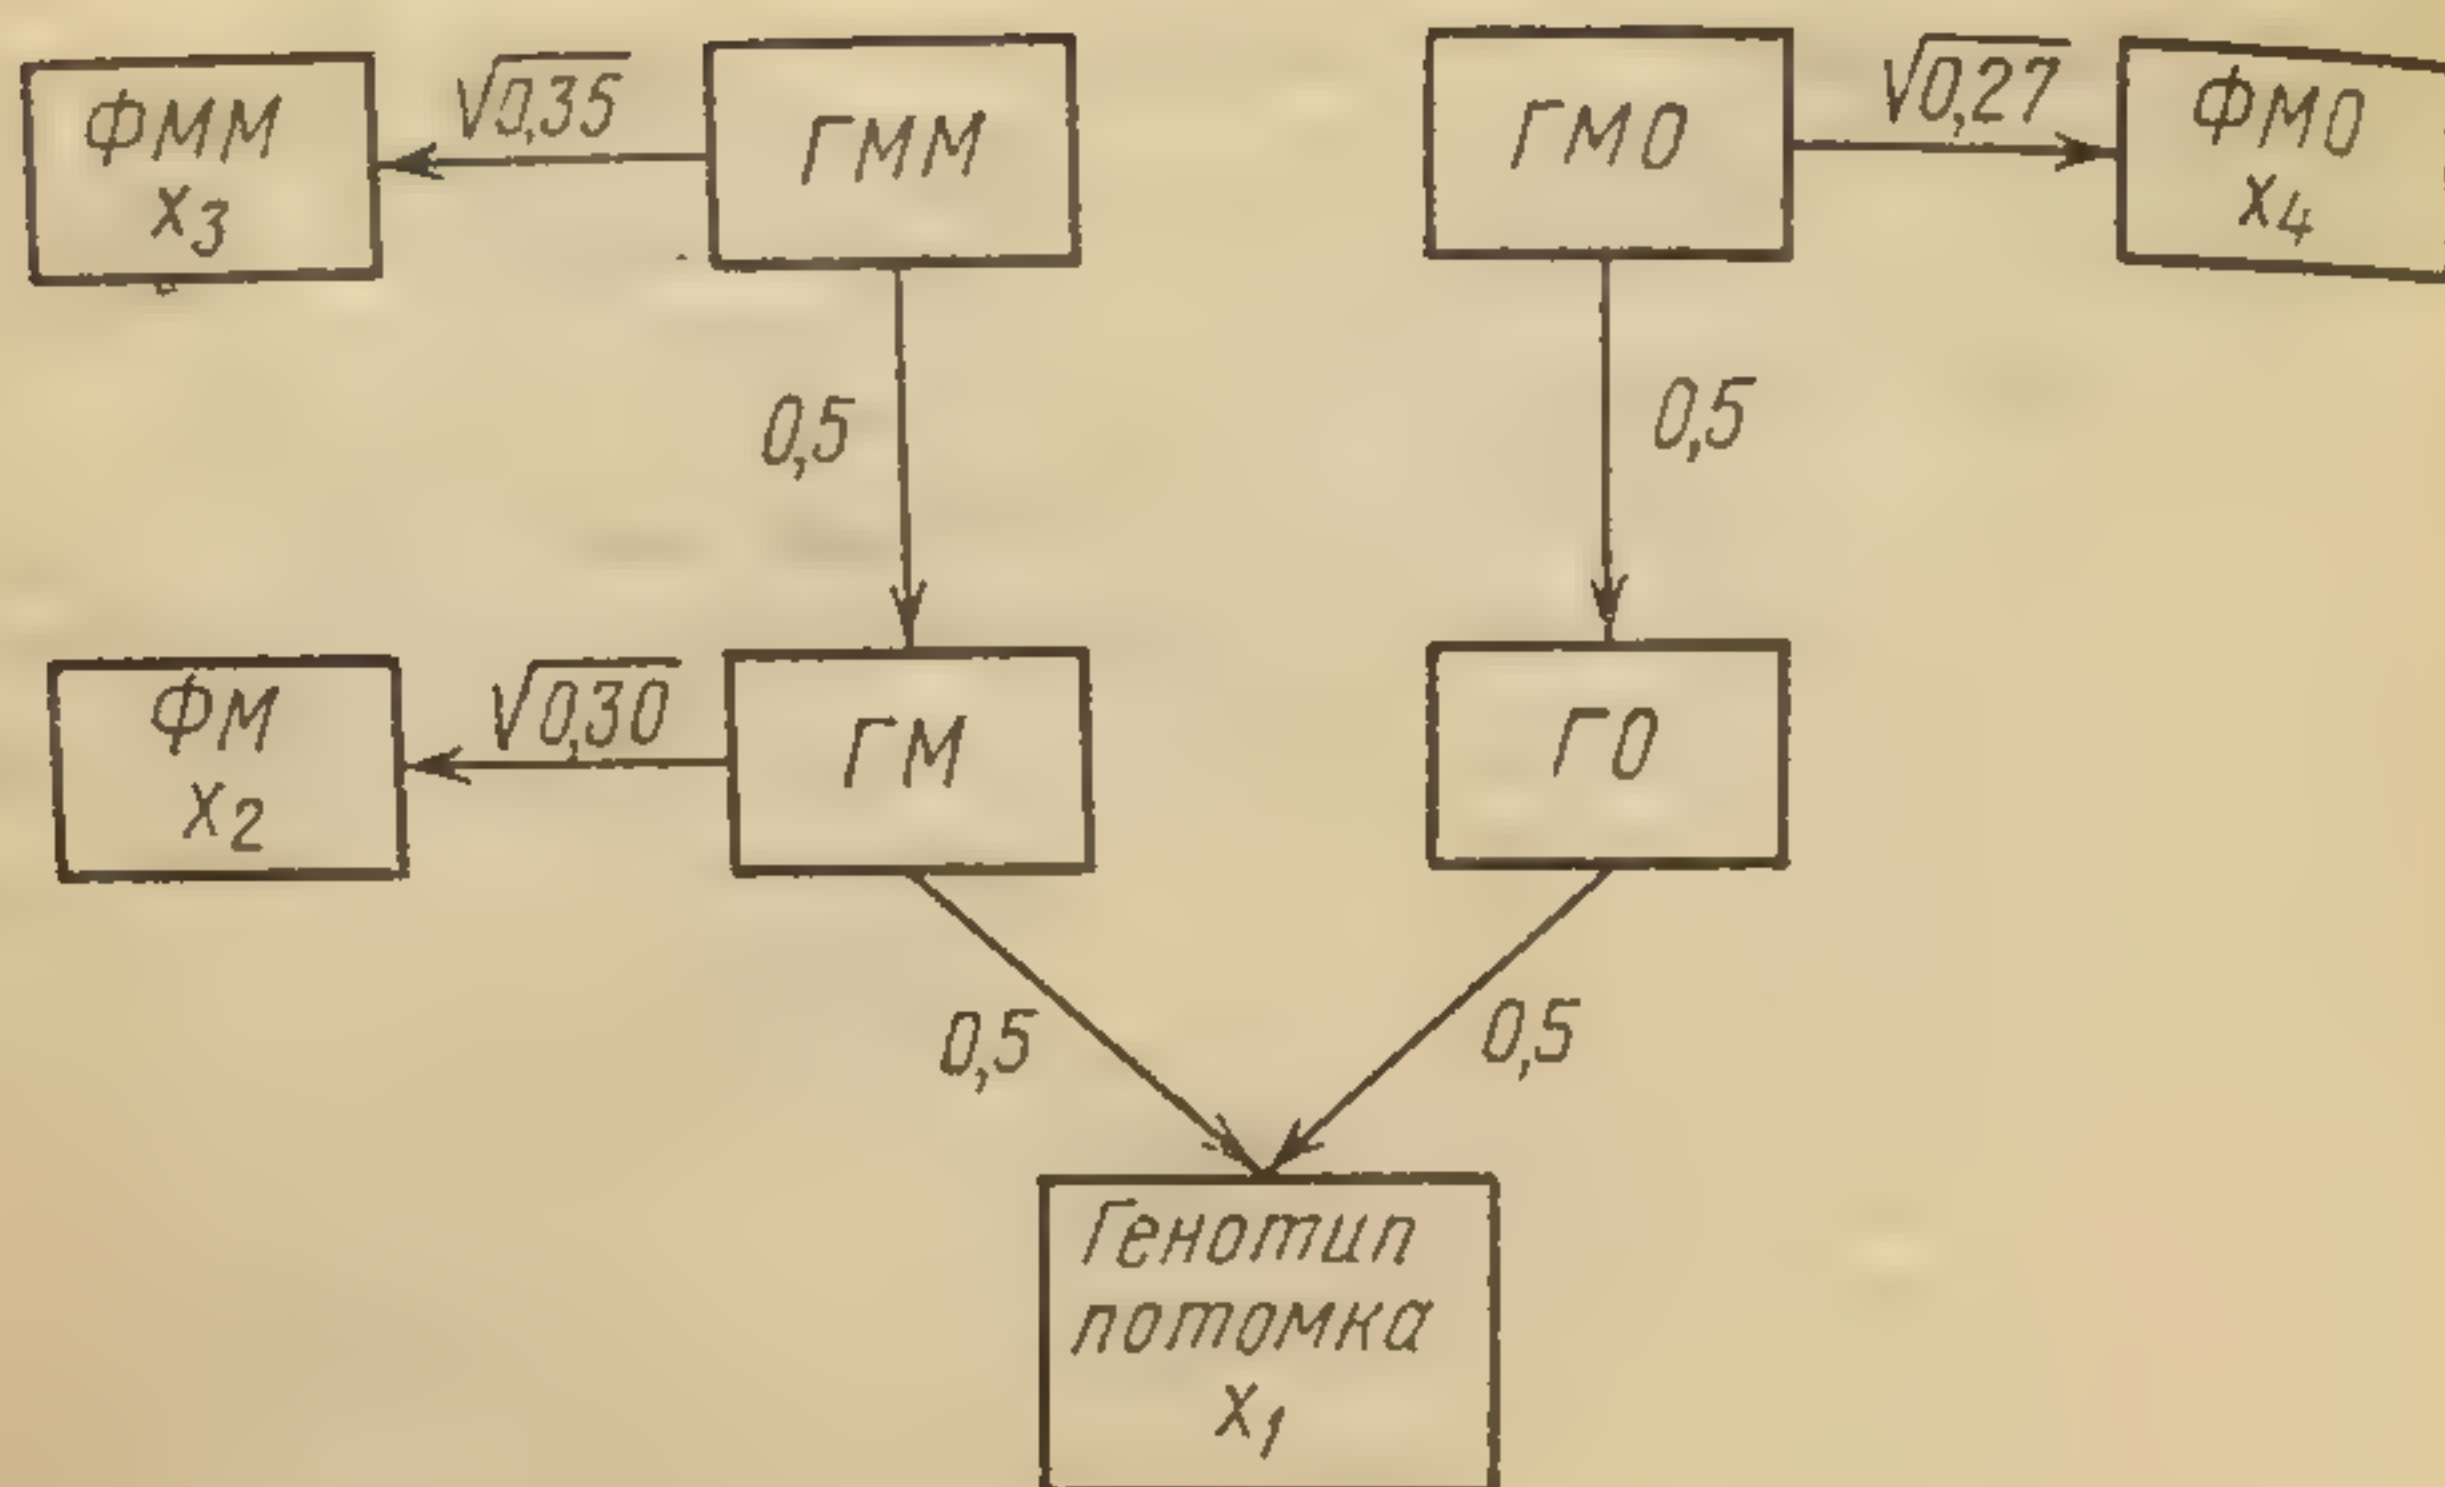 ФММ
x3
√0,35
ГММ
ГМО
√0,27
ФМО
x4
0,5
0,5
ФМ
x2
√0,30
ГМ
ГО
0,5
0,5
Генотип
потомка
x1